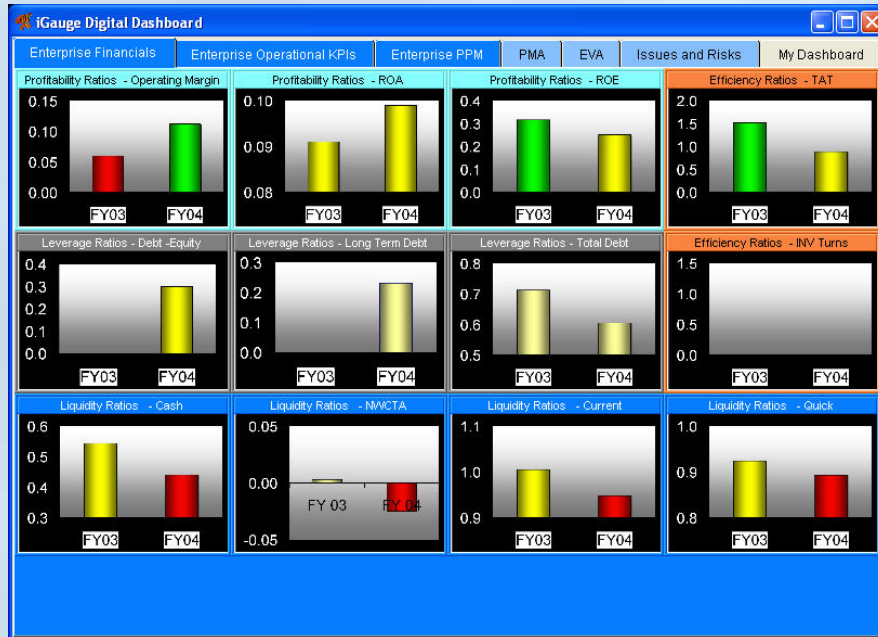 iGauge Digital Dashboard
Enterprise Financials Enterprise Operational KPIs Enterprise PPM PMA EVA Issues and Risks My Dashboard
Profitability Ratios - Operating Margin
0.15
0.10
0.05
0.00
FY03 FY04
Profitability Ratios - ROA
0.10
0.09
0.08
FY03 FY04
Profitability Ratios - ROE
0.4
0.3
0.2
0.1
0.0
FY03 FY04
Efficiency Ratios - TAT
2.0
1.5
1.0
0.5
0.0
FY03 FY04
Leverage Ratios - Debt -Equity
0.4
0.3
0.2
0.1
0.0
FY03 FY04
Leverage Ratios - Long Term Debt
0.3
0.2
0.1
0.0
FY03 FY04
Leverage Ratios - Total Debt
0.8
0.7
0.6
0.5
FY03 FY04
Efficiency Ratios - INV Turns
1.5
1.0
0.5
0.0
FY03 FY04
Liquidity Ratios - Cash
0.6
0.5
0.4
0.3
FY03 FY04
Liquidity Ratios - NWCTA
0.05
0.00
FY 03 FY 04
-0.05
Liquidity Ratios - Current
1.1
1.0
0.9
FY03 FY04
Liquidity Ratios - Quick
1.0
0.9
0.8
FY03 FY04